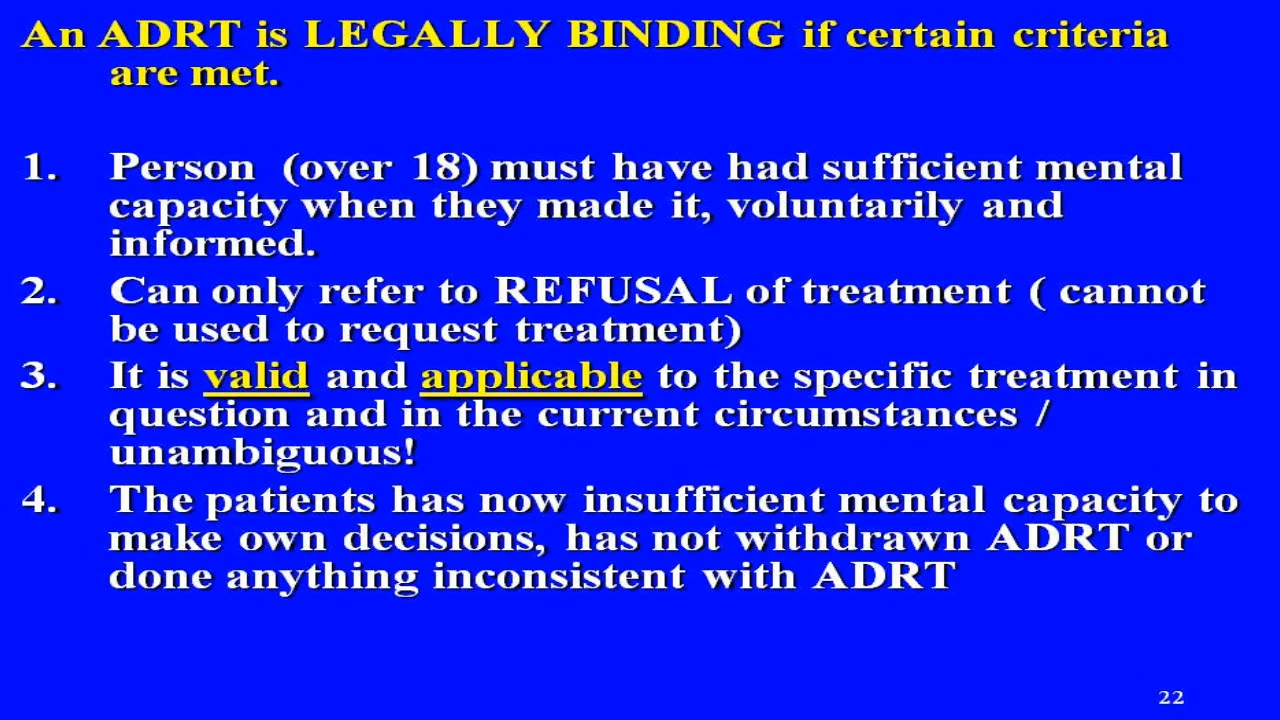 An ADRT is LEGALLY BINDING if certain criteria
are met.
1. Person (over 18) must have had sufficient mental
capacity when they made it, voluntarily and
informed.
2. Can only refer to REFUSAL of treatment ( cannot
be used to request treatment)
3. It is valid and applicable to the specific treatment in
question and in the current circumstances /
unambiguous!
4. The patients has now insufficient mental capacity to
make own decisions, has not withdrawn ADRT or
done anything inconsistent with ADRT
22